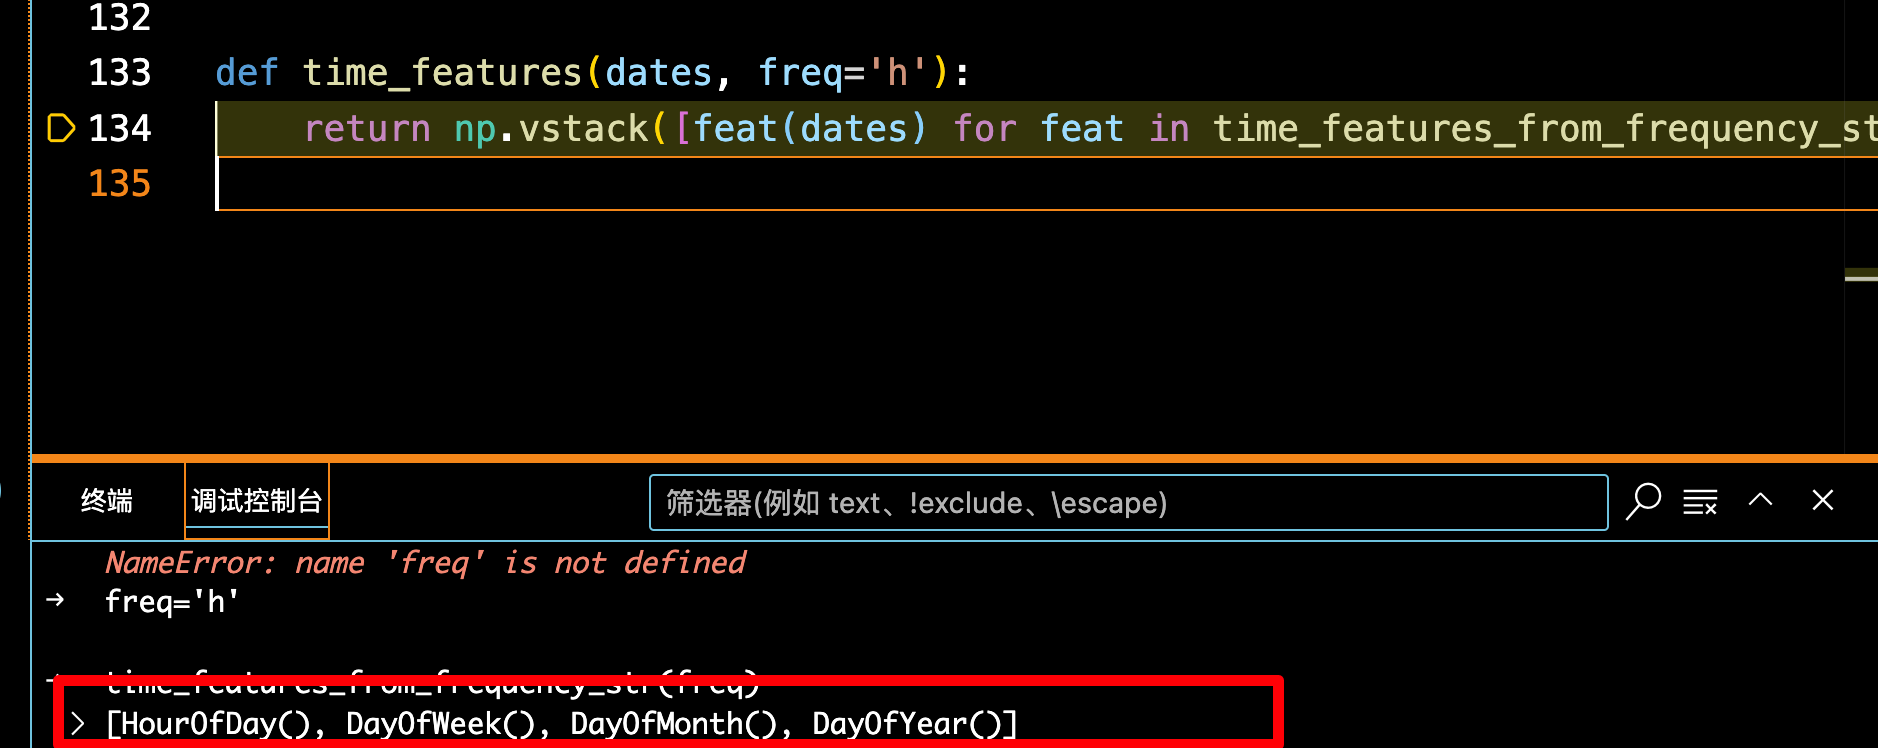 132
133 def time_features(dates, freq='h'):
134 return np.vstack([feat(dates) for feat in time_features_from_frequency_st
135
终端 调试控制台 筛选器(例如 text、!exclude、\escape)
NameError: name 'freq' is not defined
→ freq='h'
→ time_features_from_frequency_str(freq)
> [HourOfDay(), DayOfWeek(), DayOfMonth(), DayOfYear()]